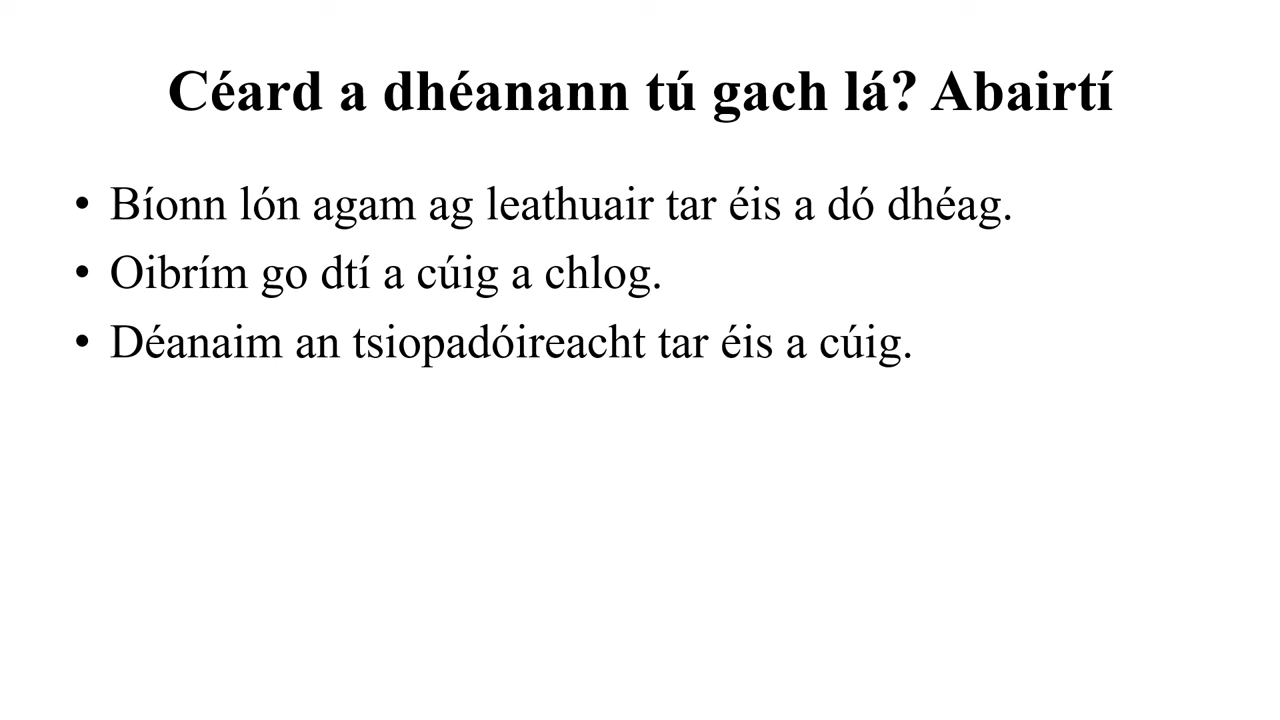 Céard a dhéanann tú gach lá? Abairtí
• Bíonn lón agam ag leathuair tar éis a dó dhéag.
• Oibrím go dtí a cúig a chlog.
• Déanaim an tsiopadóireacht tar éis a cúig.